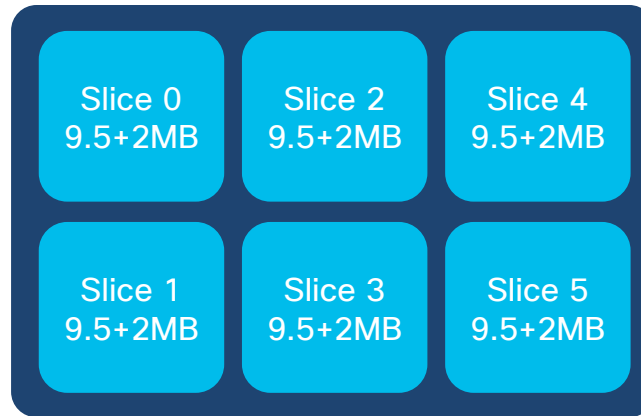 Slice 0
9.5+2MB
Slice 2
9.5+2MB
Slice 4
9.5+2MB
Slice 1
9.5+2MB
Slice 3
9.5+2MB
Slice 5
9.5+2MB